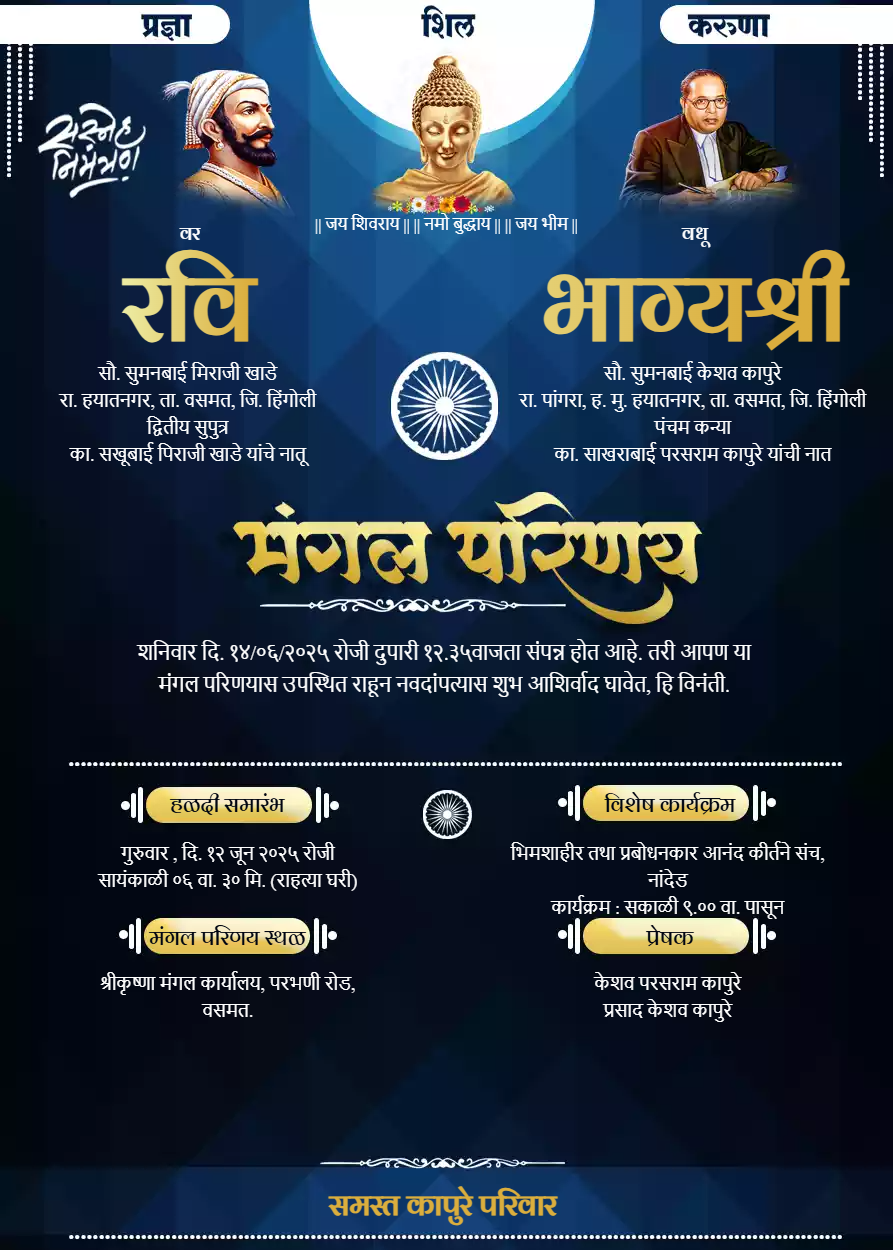 प्रज्ञा
शिल
करुणा
सस्नेह
निमंत्रण
|| जय शिवराय || || नमो बुद्धाय || || जय भीम ||
वर
रवि
सौ. सुमनबाई मिराजी खाडे
रा. हयातनगर, ता. वसमत, जि. हिंगोली
द्वितीय सुपुत्र
का. सखूबाई पिराजी खाडे यांचे नातू
वधू
भाग्यश्री
सौ. सुमनबाई केशव कापुरे
रा. पांगरा, ह. मु. हयातनगर, ता. वसमत, जि. हिंगोली
पंचम कन्या
का. साखराबाई परसराम कापुरे यांची नात
मंगल परिणय
शनिवार दि. १४/०६/२०२५ रोजी दुपारी १२.३५वाजता संपन्न होत आहे. तरी आपण या
मंगल परिणयास उपस्थित राहून नवदांपत्यास शुभ आशिर्वाद घावेत, हि विनंती.
हळदी समारंभ
गुरुवार , दि. १२ जून २०२५ रोजी
सायंकाळी ०६ वा. ३० मि. (राहत्या घरी)
विशेष कार्यक्रम
भिमशाहीर तथा प्रबोधनकार आनंद कीर्तने संच,
नांदेड
कार्यक्रम : सकाळी ९.०० वा. पासून
मंगल परिणय स्थळ
श्रीकृष्णा मंगल कार्यालय, परभणी रोड,
वसमत.
प्रेषक
केशव परसराम कापुरे
प्रसाद केशव कापुरे
समस्त कापुरे परिवार